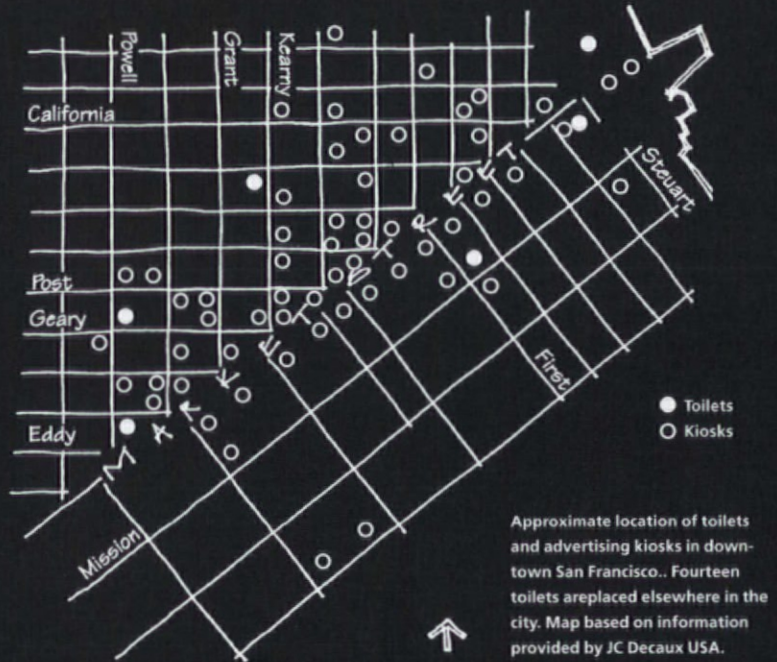 Powell
Grant
Kearny
California
Steuart
Post
Geary
First
Toilets
Kiosks
Eddy
MARKET STREET
Mission
Approximate location of toilets
and advertising kiosks in down-
town San Francisco.. Fourteen
toilets areplaced elsewhere in the
city. Map based on information
provided by JC Decaux USA.